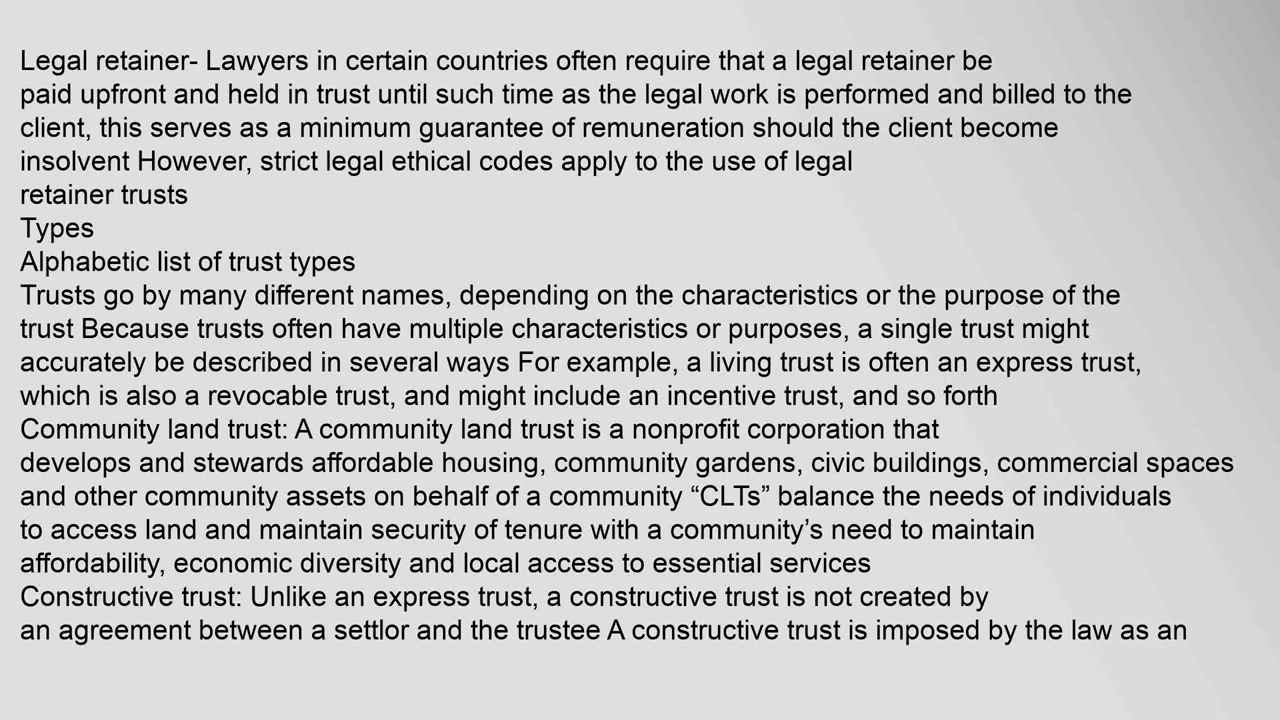 Legal retainer- Lawyers in certain countries often require that a legal retainer be
paid upfront and held in trust until such time as the legal work is performed and billed to the
client, this serves as a minimum guarantee of remuneration should the client become
insolvent However, strict legal ethical codes apply to the use of legal
retainer trusts
Types
Alphabetic list of trust types
Trusts go by many different names, depending on the characteristics or the purpose of the
trust Because trusts often have multiple characteristics or purposes, a single trust might
accurately be described in several ways For example, a living trust is often an express trust,
which is also a revocable trust, and might include an incentive trust, and so forth
Community land trust: A community land trust is a nonprofit corporation that
develops and stewards affordable housing, community gardens, civic buildings, commercial spaces
and other community assets on behalf of a community “CLTs” balance the needs of individuals
to access land and maintain security of tenure with a community’s need to maintain
affordability, economic diversity and local access to essential services
Constructive trust: Unlike an express trust, a constructive trust is not created by
an agreement between a settlor and the trustee A constructive trust is imposed by the law as an